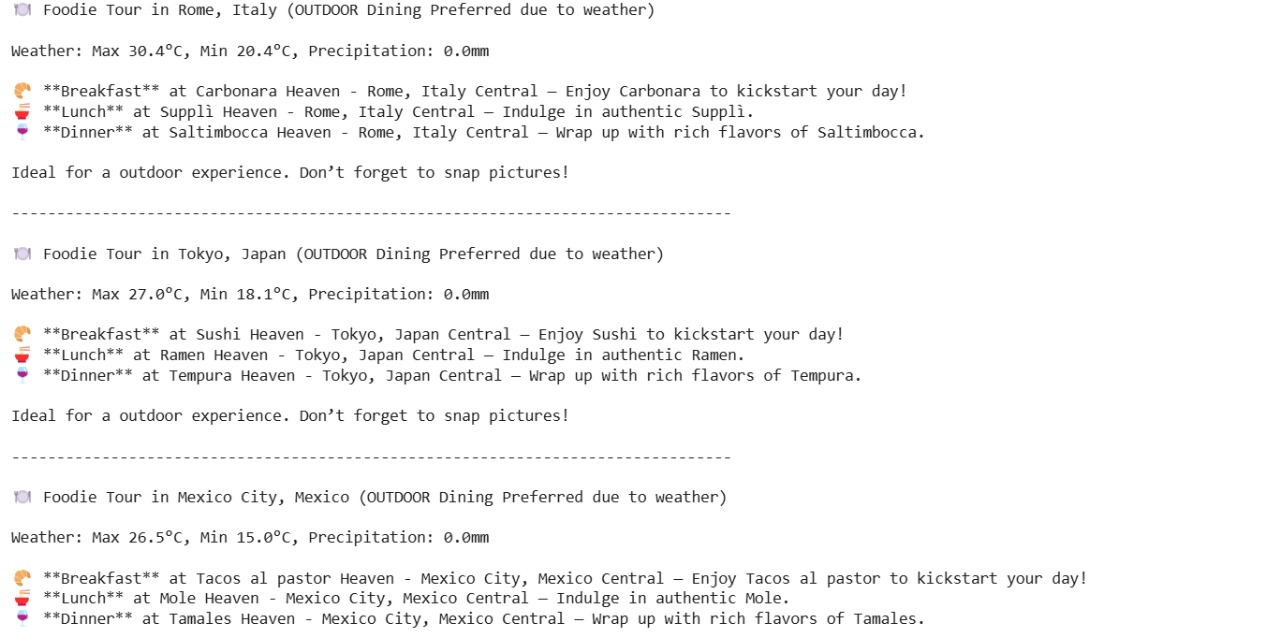 🍽️ Foodie Tour in Rome, Italy (OUTDOOR Dining Preferred due to weather)
Weather: Max 30.4°C, Min 20.4°C, Precipitation: 0.0mm
🥐 **Breakfast** at Carbonara Heaven - Rome, Italy Central – Enjoy Carbonara to kickstart your day!
🍜 **Lunch** at Supplì Heaven - Rome, Italy Central – Indulge in authentic Supplì.
🍷 **Dinner** at Saltimbocca Heaven - Rome, Italy Central – Wrap up with rich flavors of Saltimbocca.
Ideal for a outdoor experience. Don’t forget to snap pictures!
--------------------------------------------------------------------------------
🍽️ Foodie Tour in Tokyo, Japan (OUTDOOR Dining Preferred due to weather)
Weather: Max 27.0°C, Min 18.1°C, Precipitation: 0.0mm
🥐 **Breakfast** at Sushi Heaven - Tokyo, Japan Central – Enjoy Sushi to kickstart your day!
🍜 **Lunch** at Ramen Heaven - Tokyo, Japan Central – Indulge in authentic Ramen.
🍷 **Dinner** at Tempura Heaven - Tokyo, Japan Central – Wrap up with rich flavors of Tempura.
Ideal for a outdoor experience. Don’t forget to snap pictures!
--------------------------------------------------------------------------------
🍽️ Foodie Tour in Mexico City, Mexico (OUTDOOR Dining Preferred due to weather)
Weather: Max 26.5°C, Min 15.0°C, Precipitation: 0.0mm
🥐 **Breakfast** at Tacos al pastor Heaven - Mexico City, Mexico Central – Enjoy Tacos al pastor to kickstart your day!
🍜 **Lunch** at Mole Heaven - Mexico City, Mexico Central – Indulge in authentic Mole.
🍷 **Dinner** at Tamales Heaven - Mexico City, Mexico Central – Wrap up with rich flavors of Tamales.